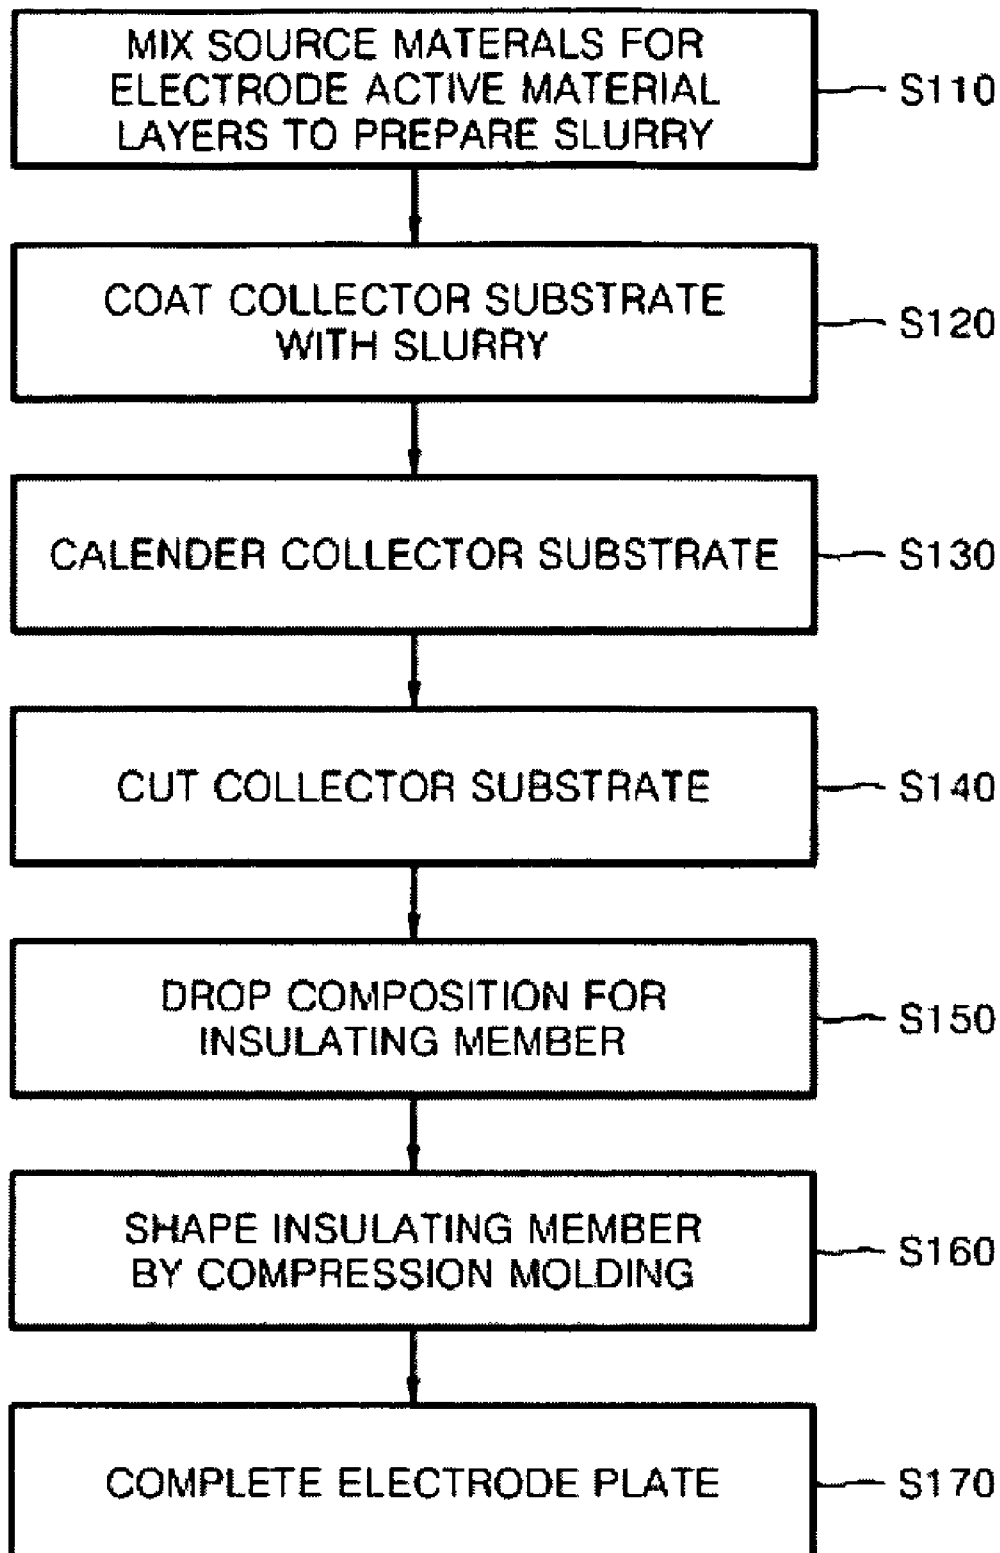 MIX SOURCE MATERALS FOR
ELECTRODE ACTIVE MATERIAL
LAYERS TO PREPARE SLURRY
S110
COAT COLLECTOR SUBSTRATE
WITH SLURRY
S120
CALENDER COLLECTOR SUBSTRATE
S130
CUT COLLECTOR SUBSTRATE
S140
DROP COMPOSITION FOR
INSULATING MEMBER
S150
SHAPE INSULATING MEMBER
BY COMPRESSION MOLDING
S160
COMPLETE ELECTRODE PLATE
S170